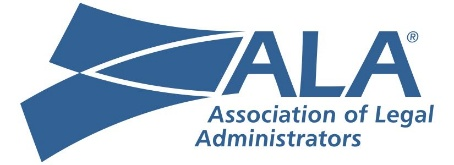 ALA®
Association of Legal
Administrators